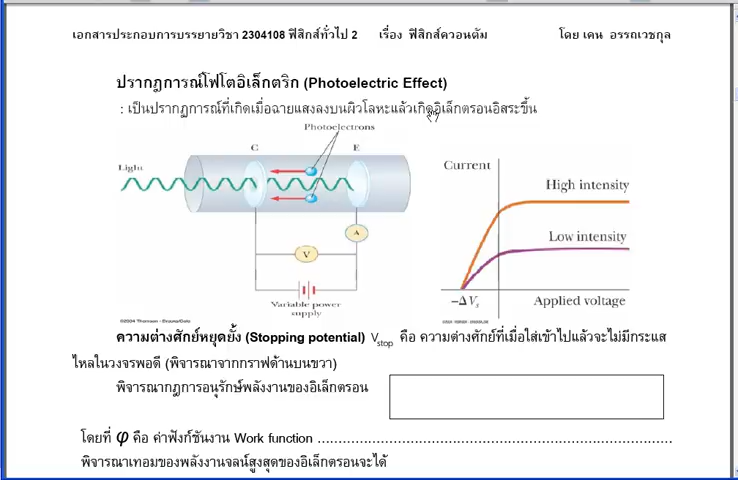 เอกสารประกอบการบรรยายวิชา 2304108 ฟิสิกส์ทั่วไป 2 เรื่อง ฟิสิกส์ควอนตัม โดย เคน อรรณเวชกุล
ปรากฏการณ์โฟโตอิเล็กตริก (Photoelectric Effect)
: เป็นปรากฏการณ์ที่เกิดเมื่อฉายแสงลงบนผิวโลหะแล้วเกิดอิเล็กตรอนอิสระขึ้น
Photoelectrons
C E
Light
A
V
Variable power
supply
©2004 Thomson - Brooks/Cole
Current
High intensity
Low intensity
−ΔVs Applied voltage
ความต่างศักย์หยุดยั้ง (Stopping potential) Vstop คือ ความต่างศักย์ที่เมื่อใส่เข้าไปแล้วจะไม่มีกระแส
ไหลในวงจรพอดี (พิจารณาจากกราฟด้านบนขวา)
พิจารณากฎการอนุรักษ์พลังงานของอิเล็กตรอน
โดยที่ φ คือ ค่าฟังก์ชันงาน Work function ....................................................................................
พิจารณาเทอมของพลังงานจลน์สูงสุดของอิเล็กตรอนจะได้